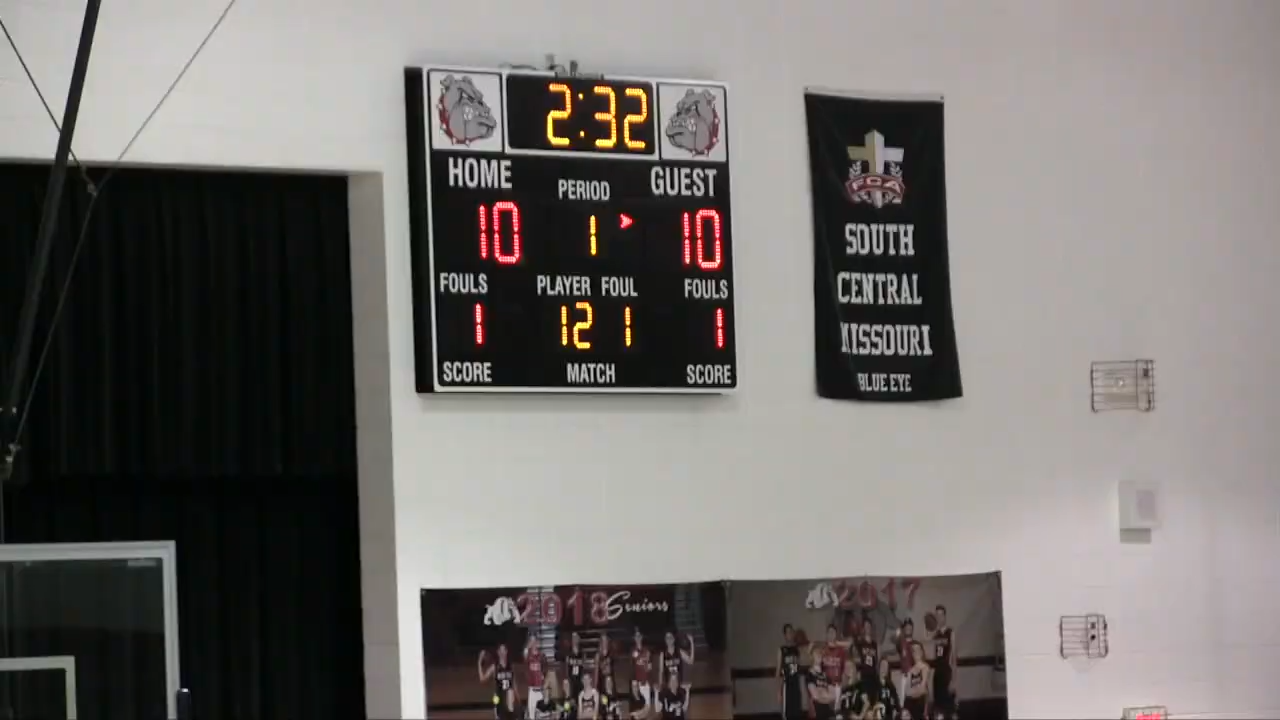 2:32
HOME
PERIOD
GUEST
10
1
10
FOULS
PLAYER FOUL
FOULS
1
12 1
1
SCORE
MATCH
SCORE
FCA
SOUTH
CENTRAL
MISSOURI
BLUE EYE
2018 Seniors
2017